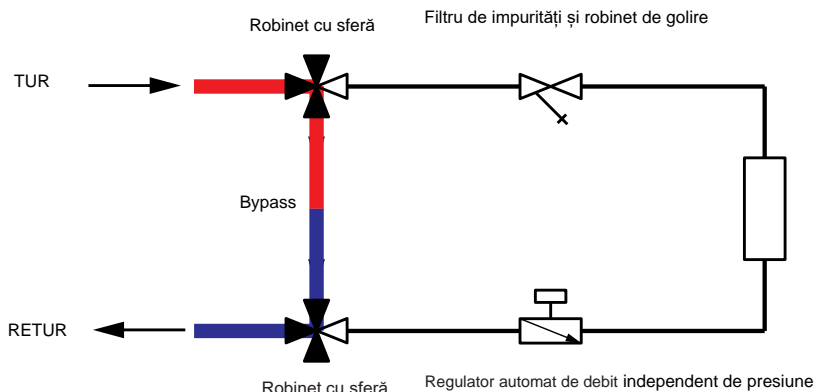 Robinet cu sferă
Filtru de impurități și robinet de golire
TUR
Bypass
RETUR
Robinet cu sferă
Regulator automat de debit independent de presiune